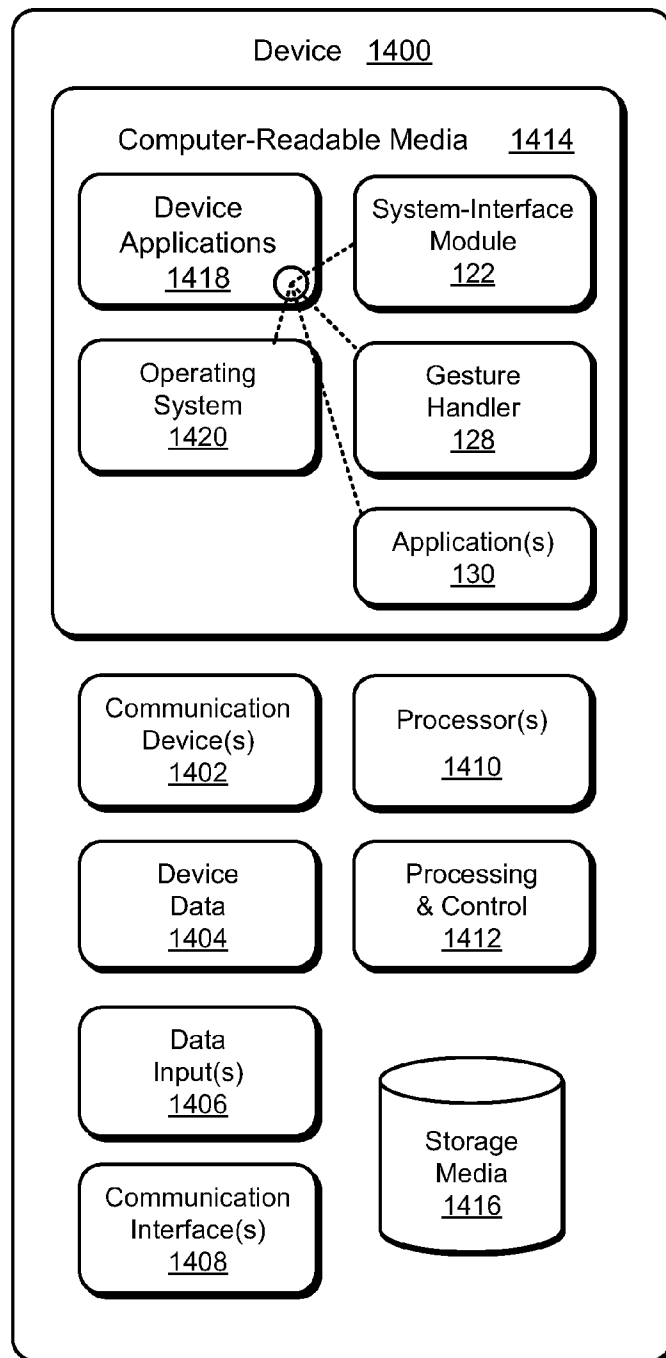 Device 1400
Computer-Readable Media 1414
Device
Applications
1418
System-Interface
Module
122
Operating
System
1420
Gesture
Handler
128
Application(s)
130
Communication
Device(s)
1402
Processor(s)
1410
Device
Data
1404
Processing
& Control
1412
Data
Input(s)
1406
Storage
Media
1416
Communication
Interface(s)
1408